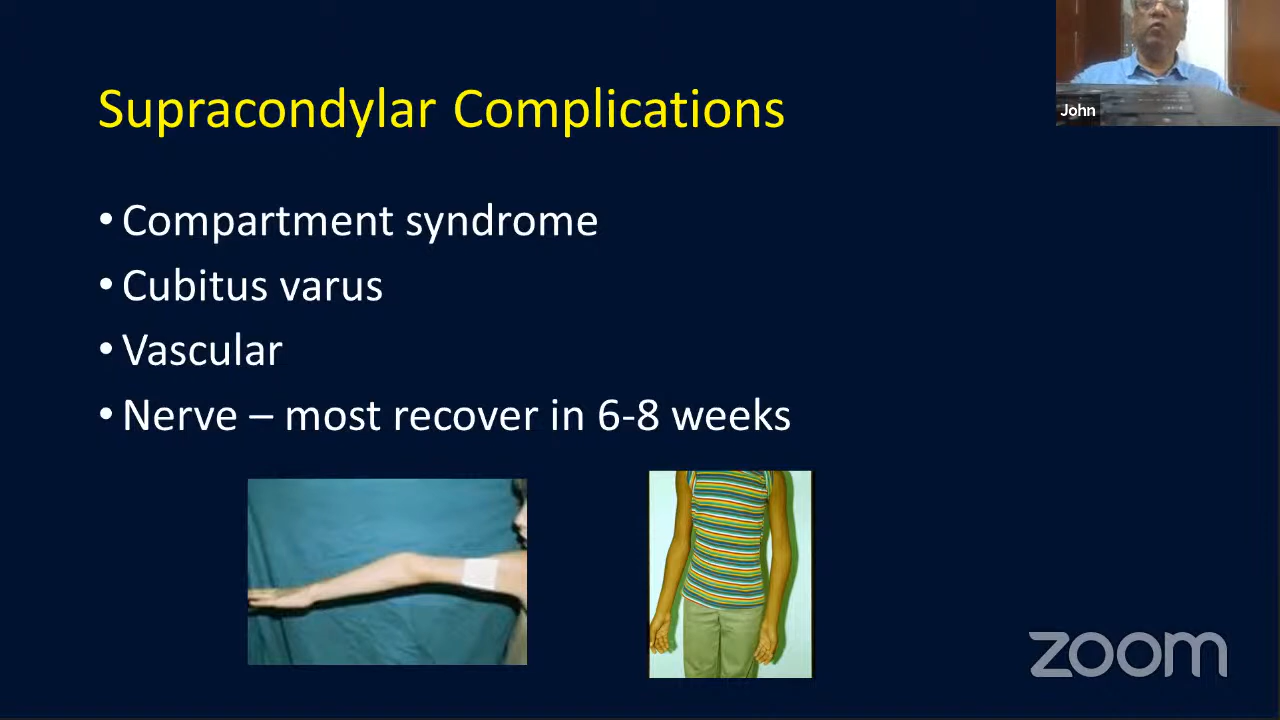 Supracondylar Complications
John
• Compartment syndrome
• Cubitus varus
• Vascular
• Nerve – most recover in 6-8 weeks
zoom